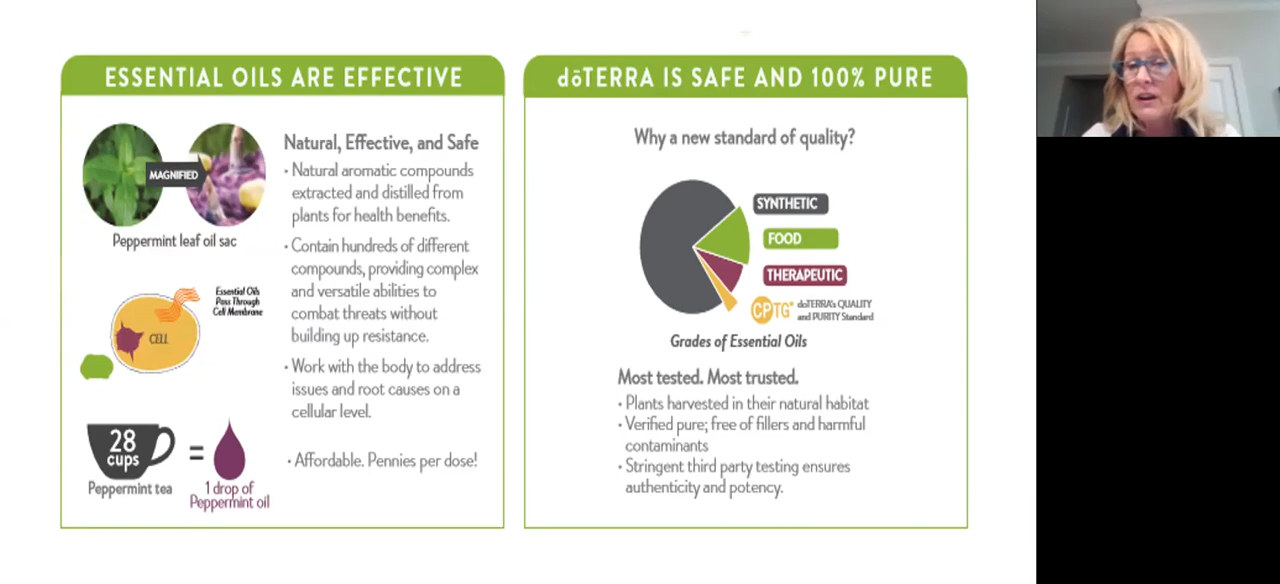 ESSENTIAL OILS ARE EFFECTIVE
MAGNIFIED
Peppermint leaf oil sac
Essential Oils
Pass Through
Cell Membrane
CELL
28
cups
=
Peppermint tea
1 drop of
Peppermint oil
Natural, Effective, and Safe
· Natural aromatic compounds
extracted and distilled from
plants for health benefits.
· Contain hundreds of different
compounds, providing complex
and versatile abilities to
combat threats without
building up resistance.
· Work with the body to address
issues and root causes on a
cellular level.
· Affordable. Pennies per dose!
dōTERRA IS SAFE AND 100% PURE
Why a new standard of quality?
SYNTHETIC
FOOD
THERAPEUTIC
CPTG® doTERRA's QUALITY
and PURITY Standard
Grades of Essential Oils
Most tested. Most trusted.
· Plants harvested in their natural habitat
· Verified pure; free of fillers and harmful
contaminants
· Stringent third party testing ensures
authenticity and potency.